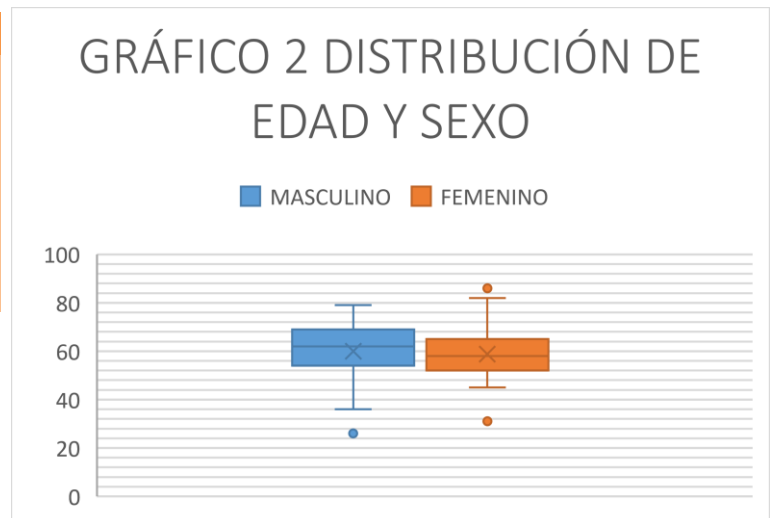 GRÁFICO 2 DISTRIBUCIÓN DE
EDAD Y SEXO
MASCULINO FEMENINO
100
80
60
40
20
0